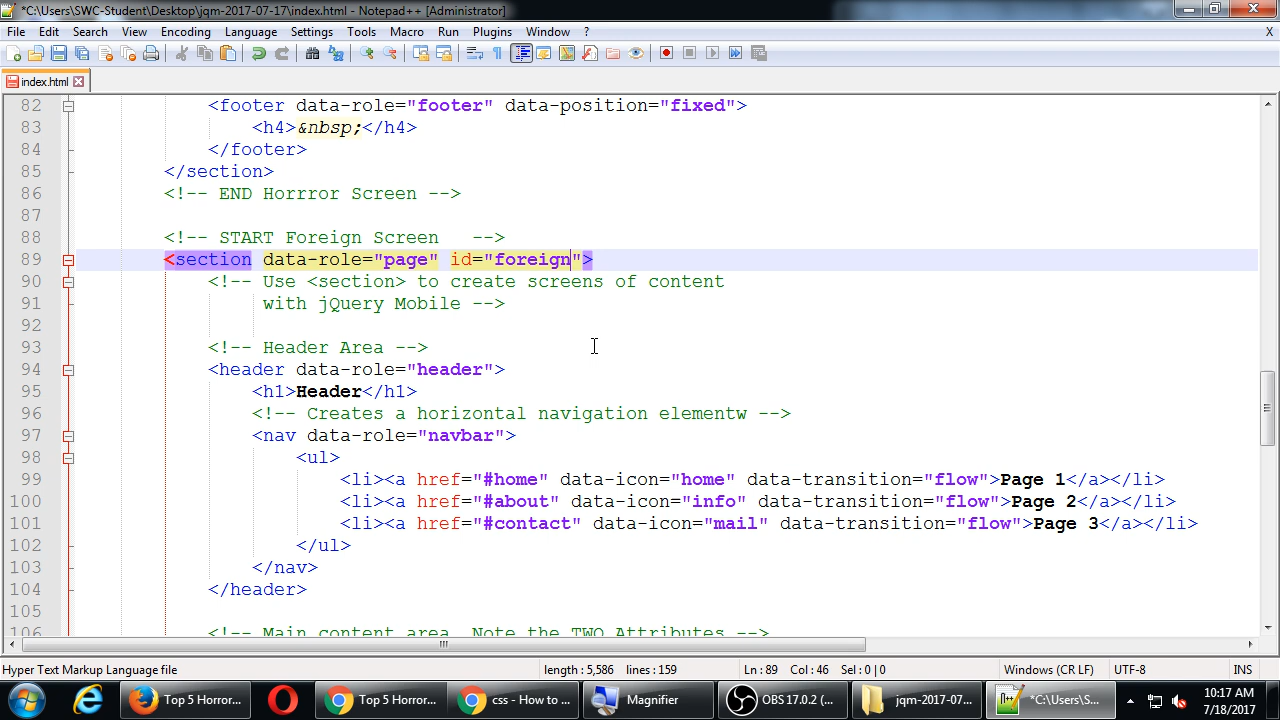 *C:\Users\SWC-Student\Desktop\jqm-2017-07-17\index.html - Notepad++ [Administrator]
File Edit Search View Encoding Language Settings Tools Macro Run Plugins Window ? X
index.html
82 <footer data-role="footer" data-position="fixed">
83 <h4>&nbsp;</h4>
84 </footer>
85 </section>
86 <!-- END Horrror Screen -->
87
88 <!-- START Foreign Screen -->
89 <section data-role="page" id="foreign">
90 <!-- Use <section> to create screens of content
91 with jQuery Mobile -->
92
93 <!-- Header Area -->
94 <header data-role="header">
95 <h1>Header</h1>
96 <!-- Creates a horizontal navigation elementw -->
97 <nav data-role="navbar">
98 <ul>
99 <li><a href="#home" data-icon="home" data-transition="flow">Page 1</a></li>
100 <li><a href="#about" data-icon="info" data-transition="flow">Page 2</a></li>
101 <li><a href="#contact" data-icon="mail" data-transition="flow">Page 3</a></li>
102 </ul>
103 </nav>
104 </header>
105
106 <!-- Main content area. Note the TWO Attributes -->
Hyper Text Markup Language file length : 5,586 lines : 159 Ln : 89 Col : 46 Sel : 0 | 0 Windows (CR LF) UTF-8 INS
Top 5 Horror... Top 5 Horror... css - How to ... Magnifier OBS 17.0.2 (... jqm-2017-07-... *C:\Users\S... 10:17 AM
7/18/2017